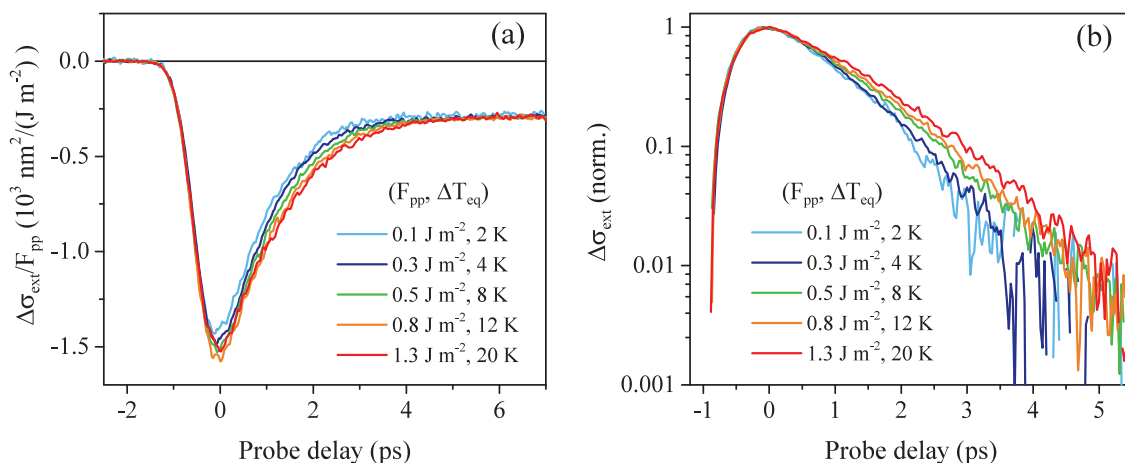 (a)
0.0
-0.5
-1.0
-1.5
Δσext/Fpp (10³ nm²/(J m⁻²) )
(Fpp, ΔTeq)
0.1 J m⁻², 2 K
0.3 J m⁻², 4 K
0.5 J m⁻², 8 K
0.8 J m⁻², 12 K
1.3 J m⁻², 20 K
-2 0 2 4 6
Probe delay (ps)
(b)
1
0.1
0.01
0.001
Δσext (norm.)
(Fpp, ΔTeq)
0.1 J m⁻², 2 K
0.3 J m⁻², 4 K
0.5 J m⁻², 8 K
0.8 J m⁻², 12 K
1.3 J m⁻², 20 K
-1 0 1 2 3 4 5
Probe delay (ps)